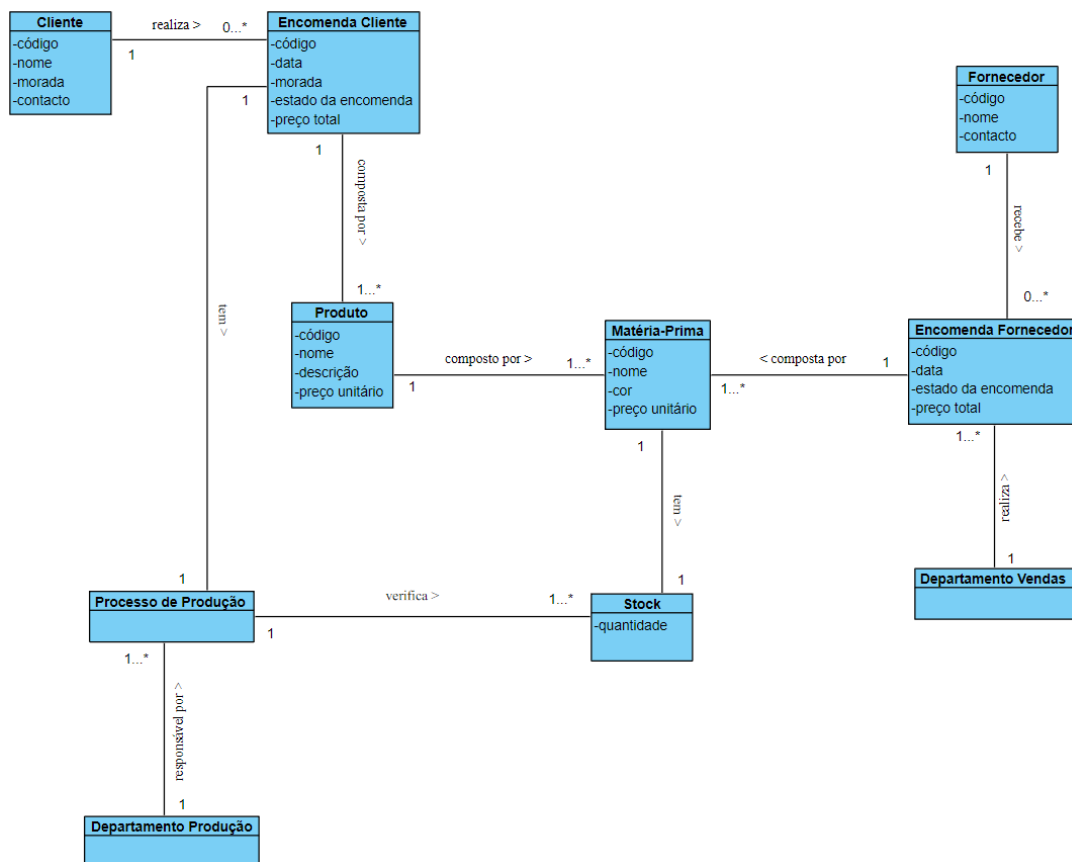 Cliente
-código
-nome
-morada
-contacto
realiza >
1
0...*
Encomenda Cliente
-código
-data
-morada
-estado da encomenda
-preço total
1
1
composta por >
1...*
tem >
1
Fornecedor
-código
-nome
-contacto
1
recebe >
0...*
Produto
-código
-nome
-descrição
-preço unitário
composto por >
1
1...*
Matéria-Prima
-código
-nome
-cor
-preço unitário
< composta por
1...*
1
Encomenda Fornecedor
-código
-data
-estado da encomenda
-preço total
1...*
realiza <
1
Departamento Vendas
1
tem >
1
Processo de Produção
verifica >
1
1...*
Stock
-quantidade
1...*
responsável por >
1
Departamento Produção